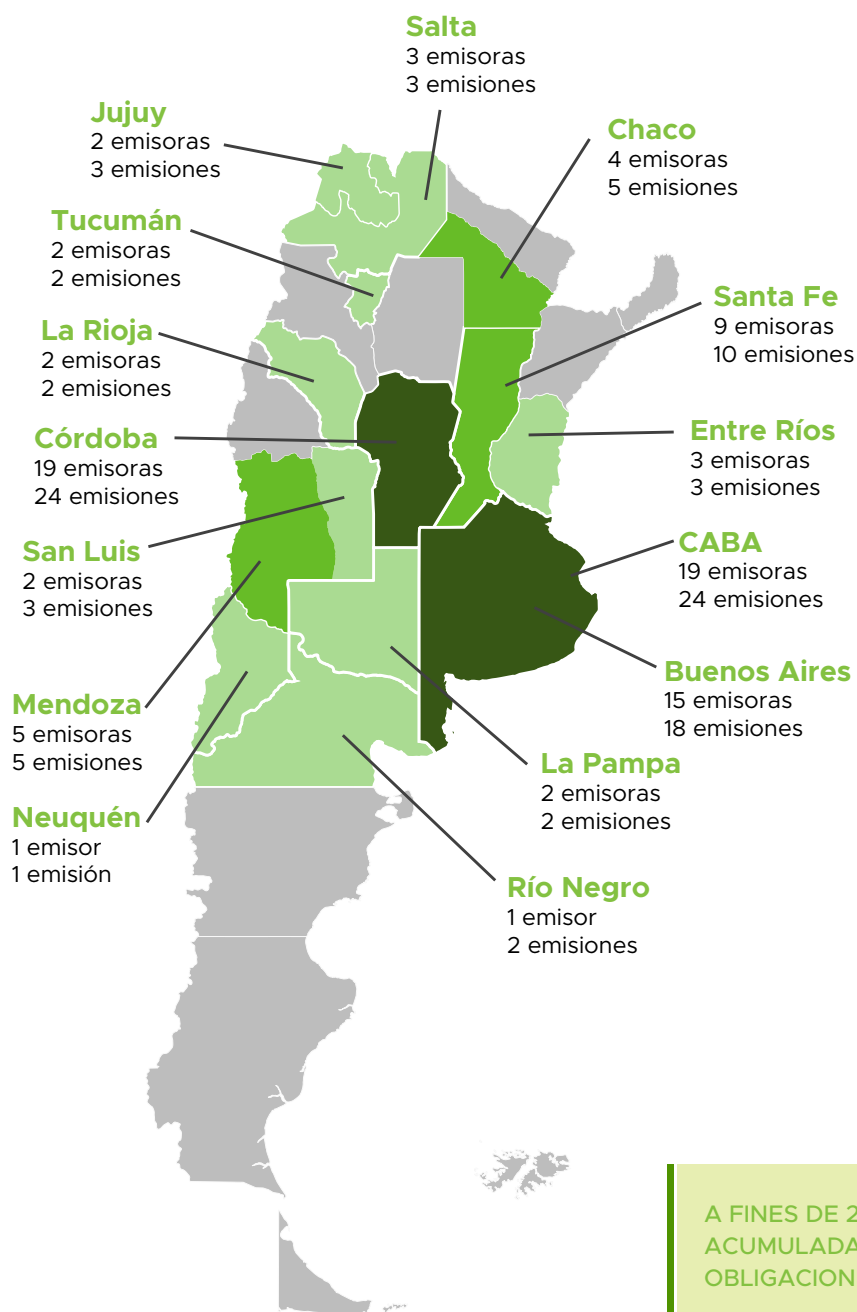 Salta
3 emisoras
3 emisiones
Jujuy
2 emisoras
3 emisiones
Chaco
4 emisoras
5 emisiones
Tucumán
2 emisoras
2 emisiones
Santa Fe
9 emisoras
10 emisiones
La Rioja
2 emisoras
2 emisiones
Córdoba
19 emisoras
24 emisiones
Entre Ríos
3 emisoras
3 emisiones
San Luis
2 emisoras
3 emisiones
CABA
19 emisoras
24 emisiones
Buenos Aires
15 emisoras
18 emisiones
Mendoza
5 emisoras
5 emisiones
La Pampa
2 emisoras
2 emisiones
Neuquén
1 emisor
1 emisión
Río Negro
1 emisor
2 emisiones
A FINES DE 2
ACUMULADA
OBLIGACION